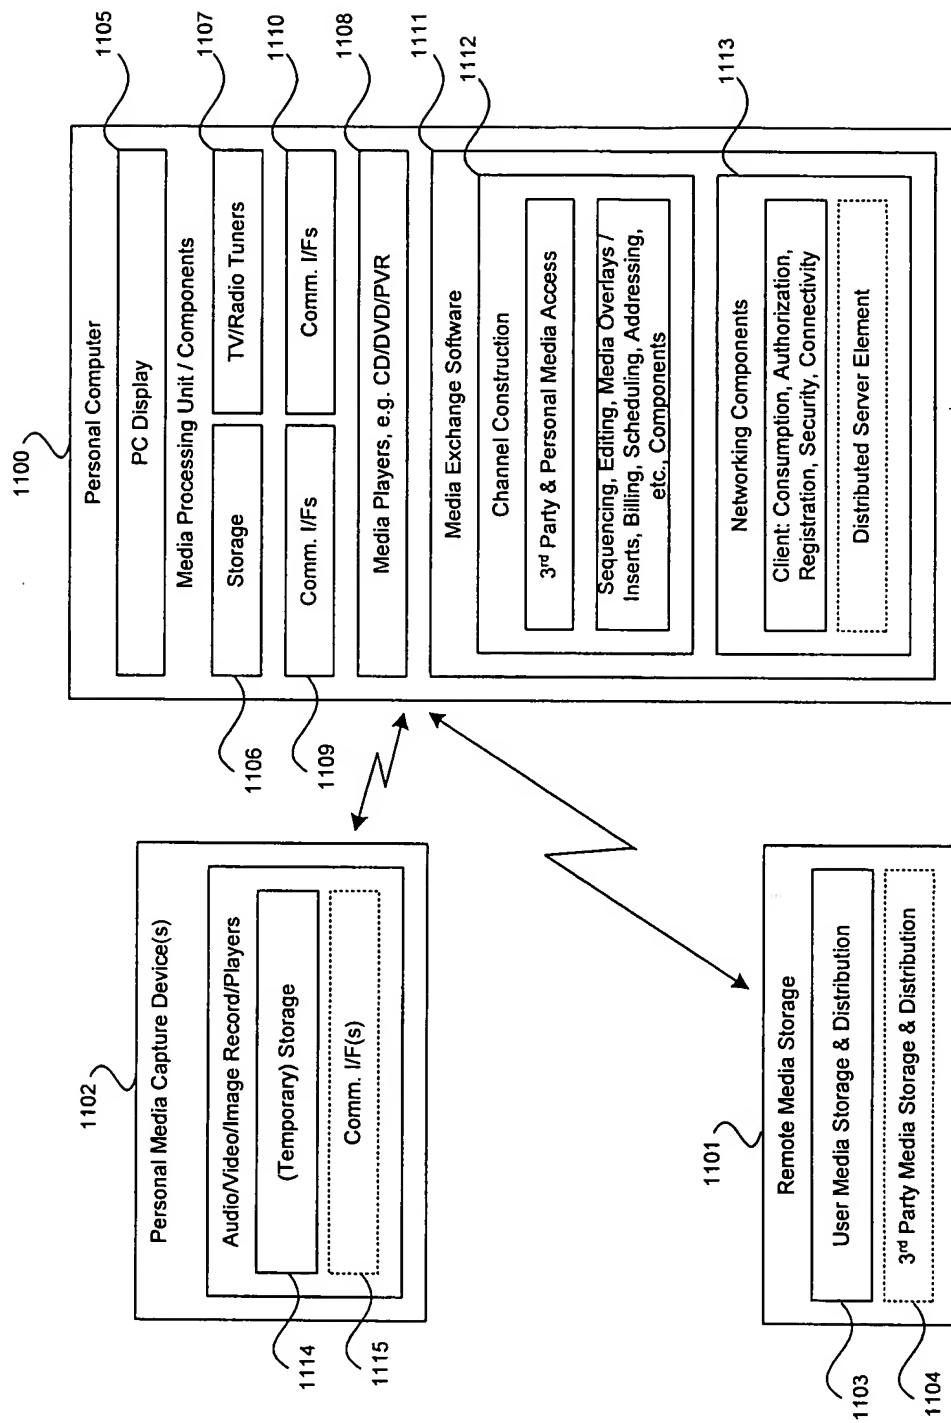 1100
Personal Computer
PC Display
1105
Media Processing Unit / Components
Storage
TV/Radio Tuners
1106
1107
Comm. I/Fs
Comm. I/Fs
1109
1110
Media Players, e.g. CD/DVD/PVR
1108
Media Exchange Software
1111
Channel Construction
1112
3rd Party & Personal Media Access
Sequencing, Editing, Media Overlays /
Inserts, Billing, Scheduling, Addressing,
etc., Components
Networking Components
1113
Client: Consumption, Authorization,
Registration, Security, Connectivity
Distributed Server Element
1102
Personal Media Capture Device(s)
Audio/Video/Image Record/Players
(Temporary) Storage
1114
Comm. I/F(s)
1115
1101
Remote Media Storage
User Media Storage & Distribution
1103
3rd Party Media Storage & Distribution
1104